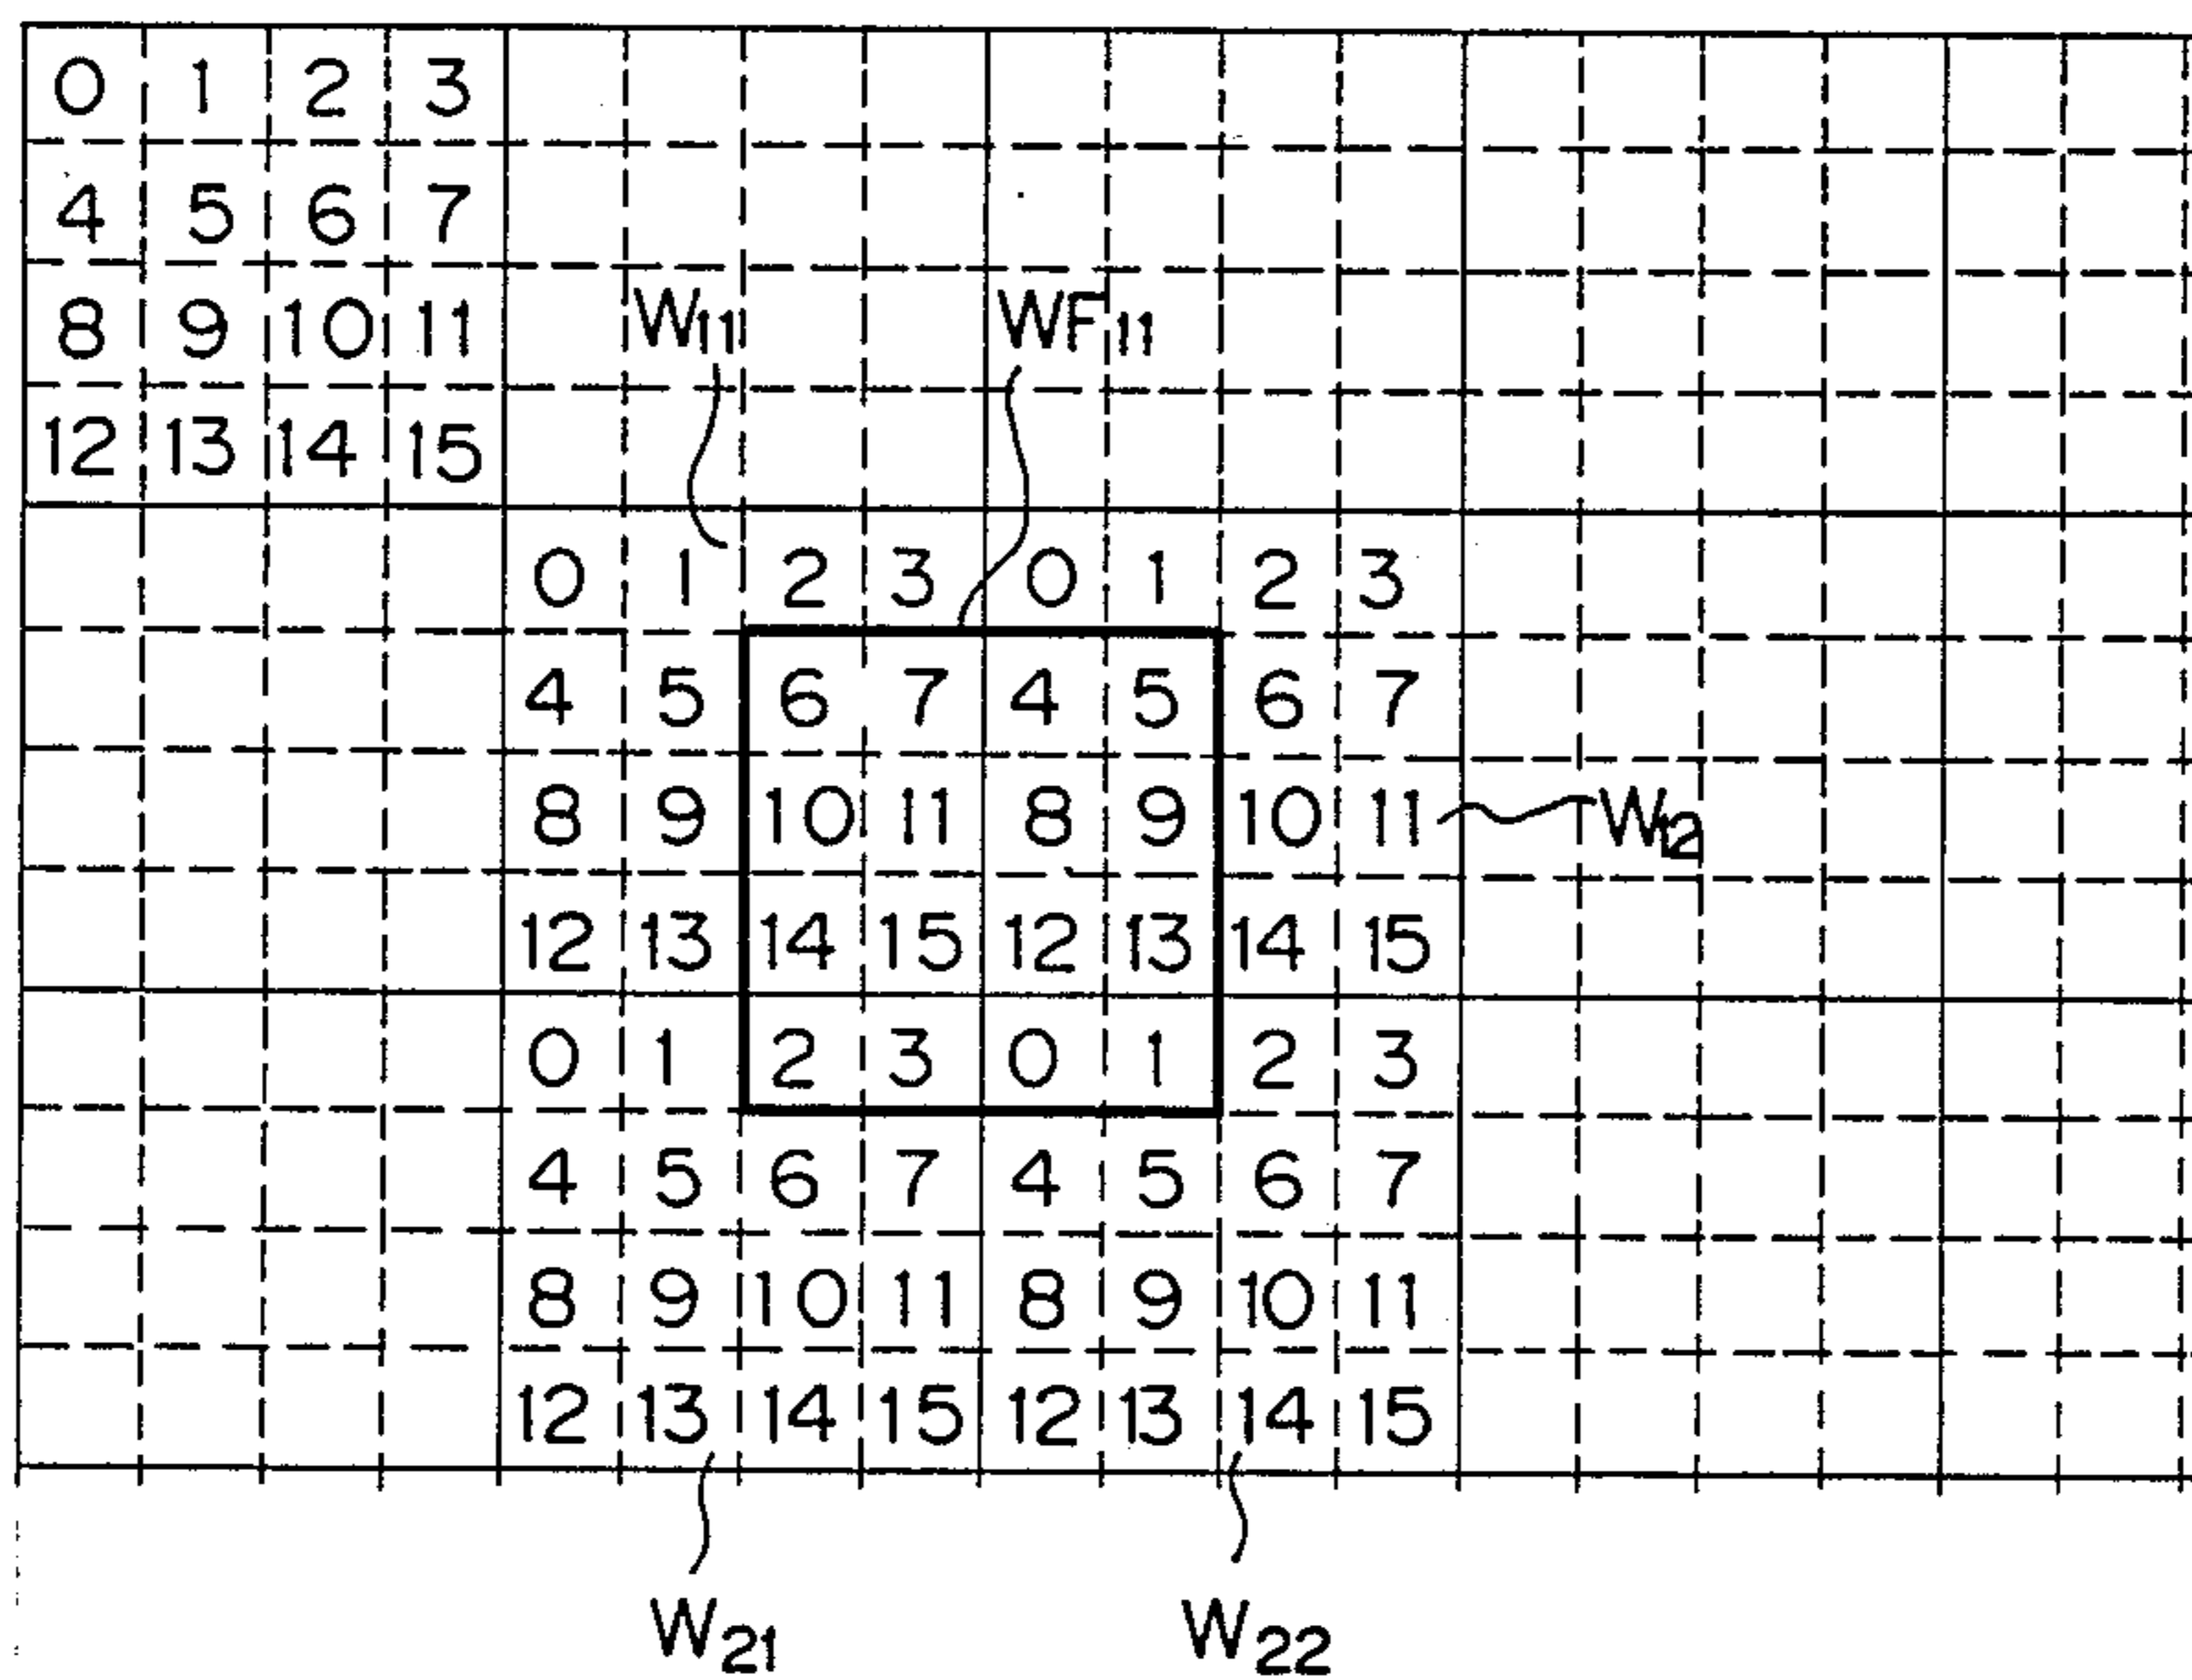 0 1 2 3
4 5 6 7
8 9 10 11 W11 WF11
12 13 14 15
0 1 2 3 0 1 2 3
4 5 6 7 4 5 6 7
8 9 10 11 8 9 10 11 W12
12 13 14 15 12 13 14 15
0 1 2 3 0 1 2 3
4 5 6 7 4 5 6 7
8 9 10 11 8 9 10 11
12 13 14 15 12 13 14 15
W21 W22